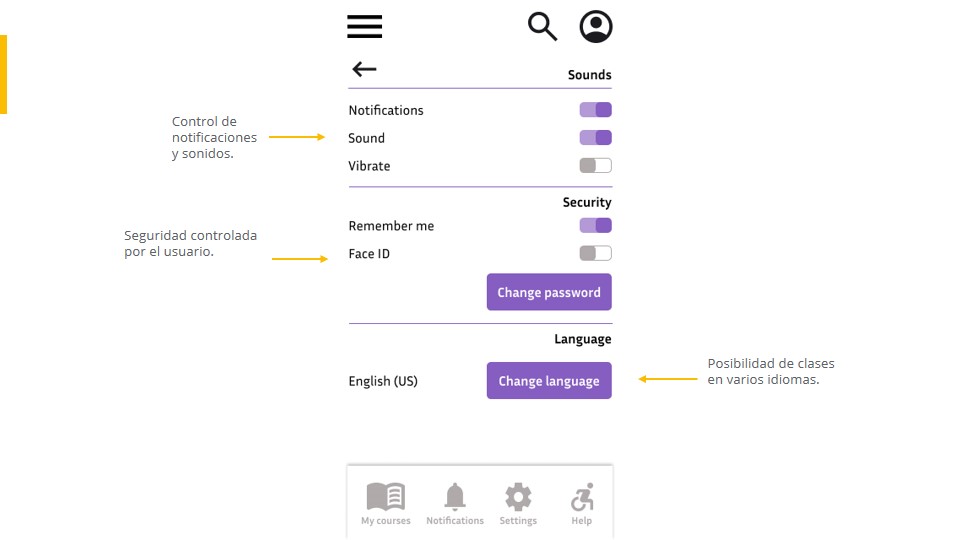 Sounds
Notifications
Sound
Vibrate
Control de
notificaciones
y sonidos.
Security
Remember me
Face ID
Seguridad controlada
por el usuario.
Change password
Language
English (US)
Change language
Posibilidad de clases
en varios idiomas.
My courses
Notifications
Settings
Help